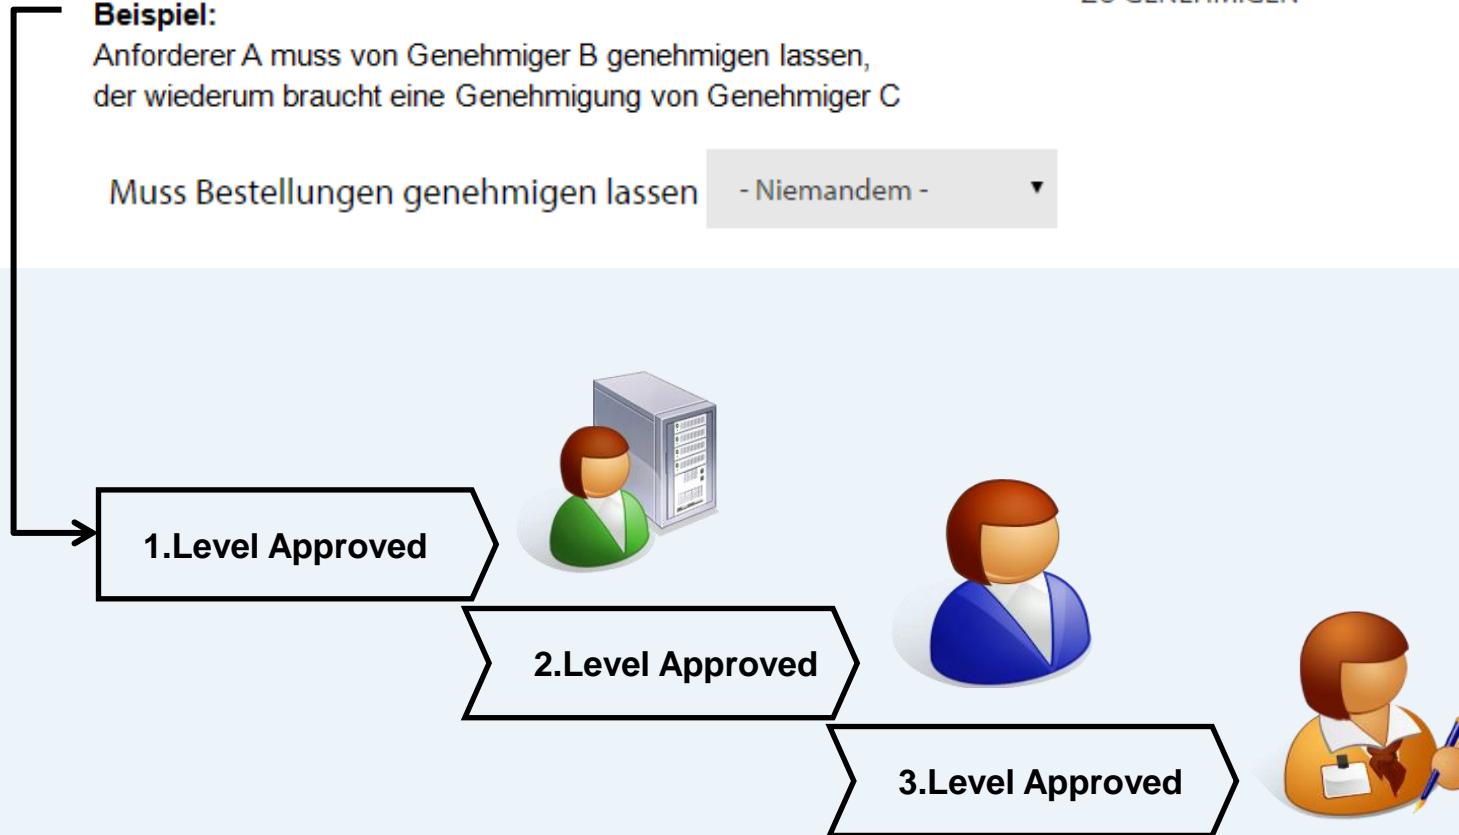 Beispiel:
Anforderer A muss von Genehmiger B genehmigen lassen,
der wiederum braucht eine Genehmigung von Genehmiger C
Muss Bestellungen genehmigen lassen - Niemandem -
1.Level Approved
2.Level Approved
3.Level Approved